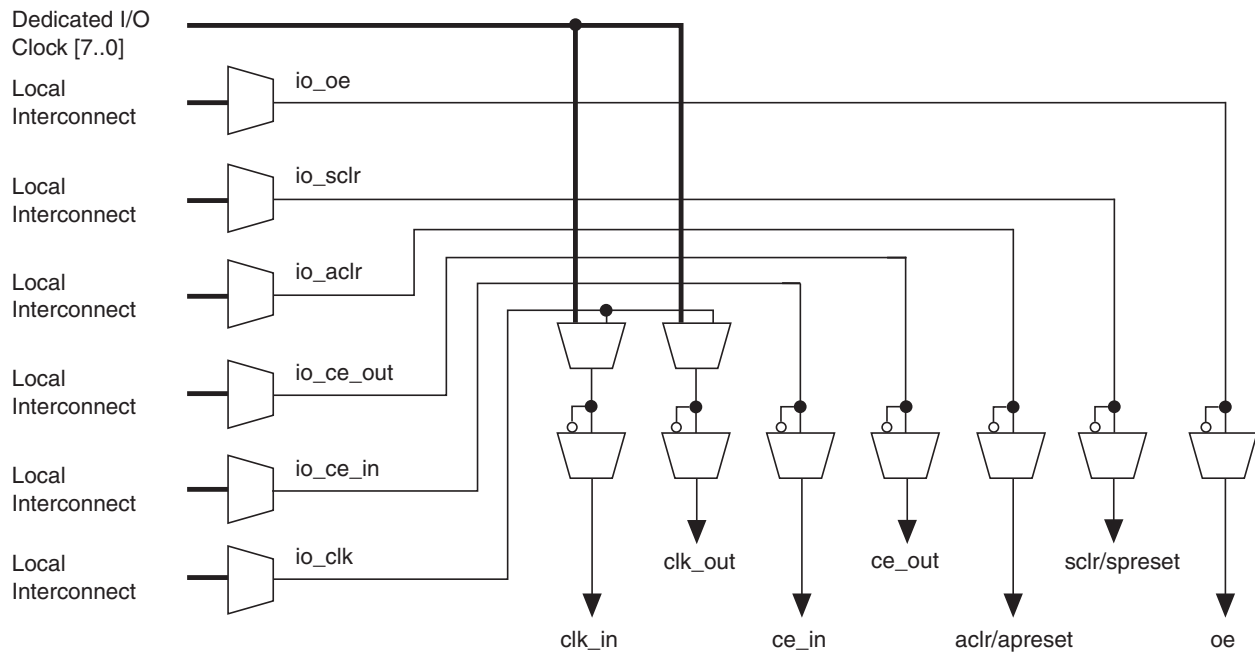 Dedicated I/O
Clock [7..0]
Local
Interconnect
io_oe
Local
Interconnect
io_sclr
Local
Interconnect
io_aclr
Local
Interconnect
io_ce_out
Local
Interconnect
io_ce_in
Local
Interconnect
io_clk
clk_out
ce_out
sclr/spreset
clk_in
ce_in
aclr/apreset
oe